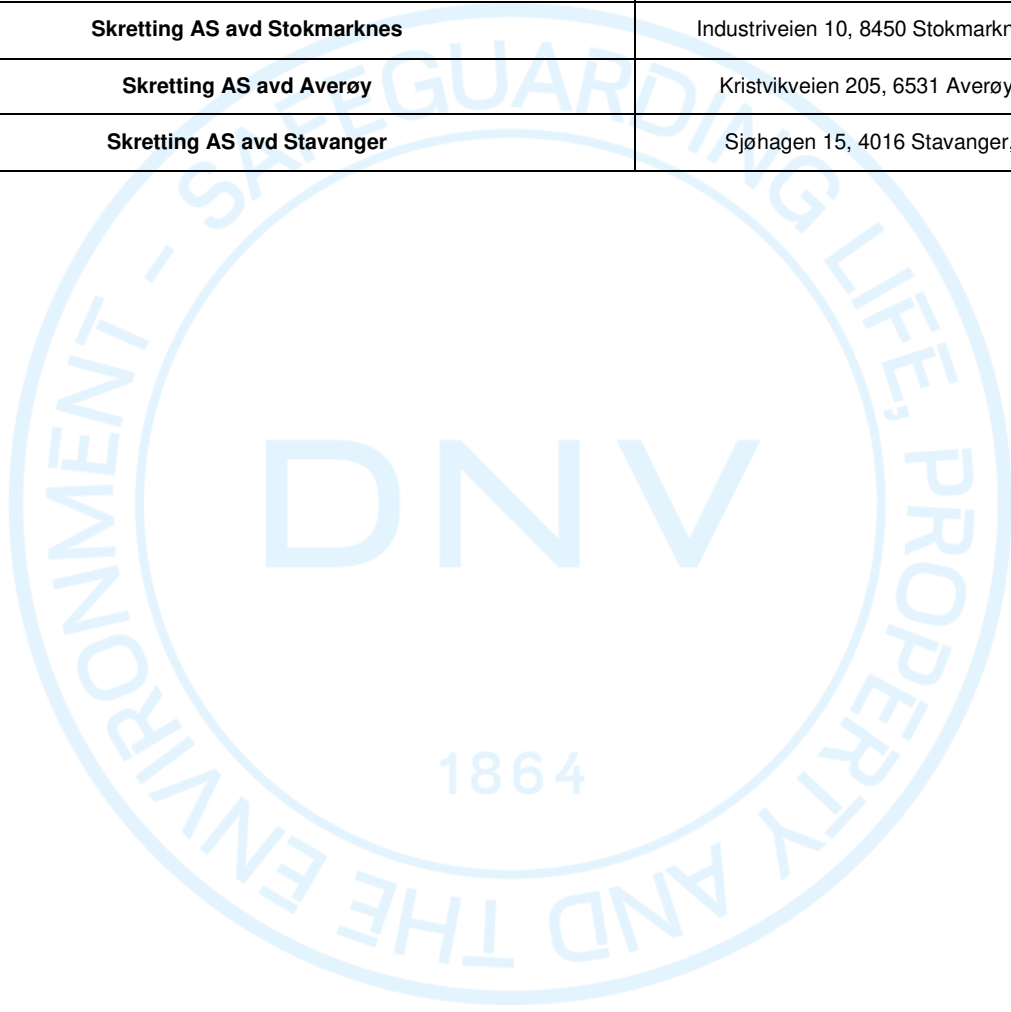 Skretting AS avd Stokmarknes Industriveien 10, 8450 Stokmarkn
Skretting AS avd Averøy Kristvikveien 205, 6531 Averøy
Skretting AS avd Stavanger Sjøhagen 15, 4016 Stavanger,
SAFEGUARDING LIFE, PROPERTY AND THE ENVIRONMENT -
DNV
1864